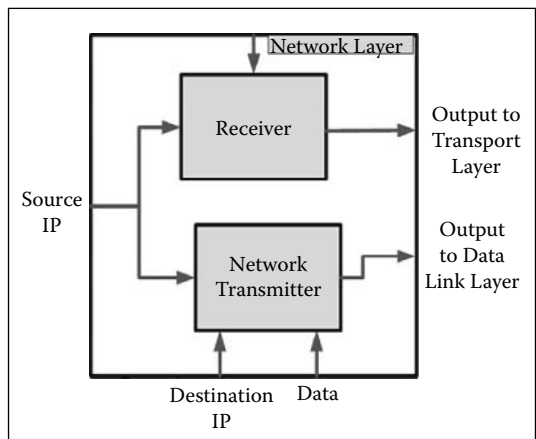 Network Layer
Receiver
Output to
Transport
Layer
Source
IP
Network
Transmitter
Output
to Data
Link Layer
Destination
IP
Data